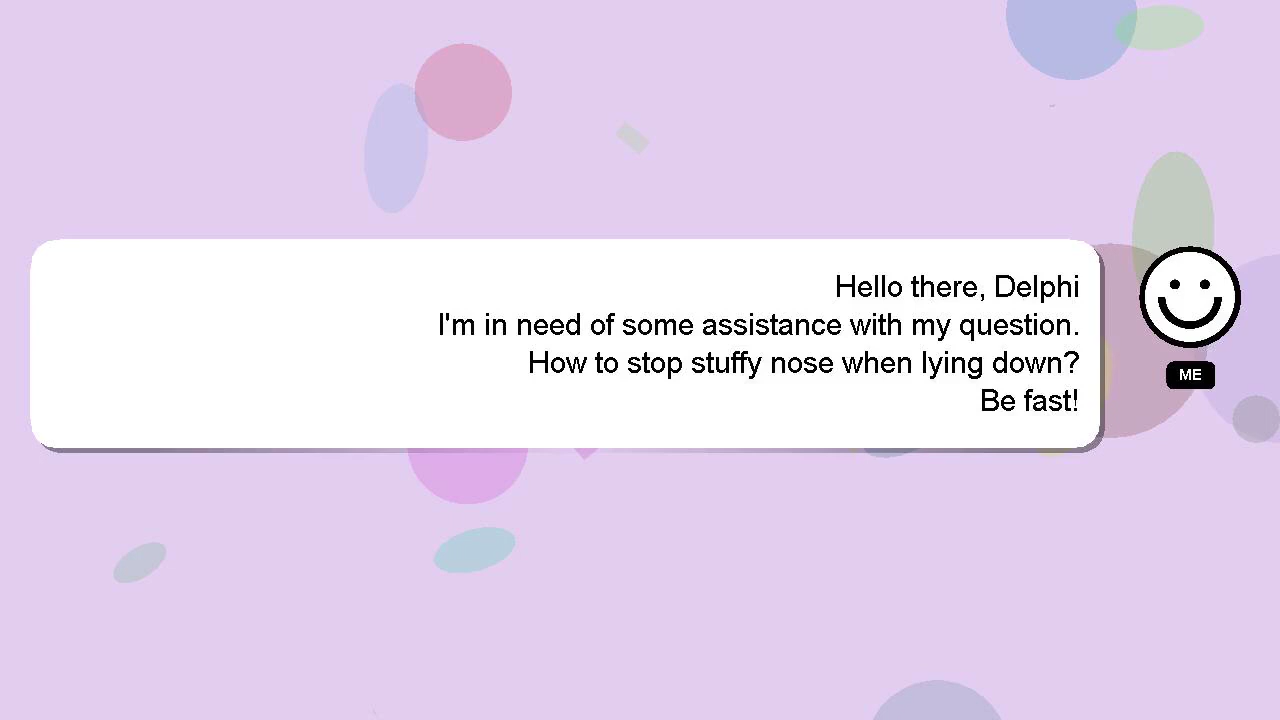 Hello there, Delphi
I'm in need of some assistance with my question.
How to stop stuffy nose when lying down?
Be fast!
ME